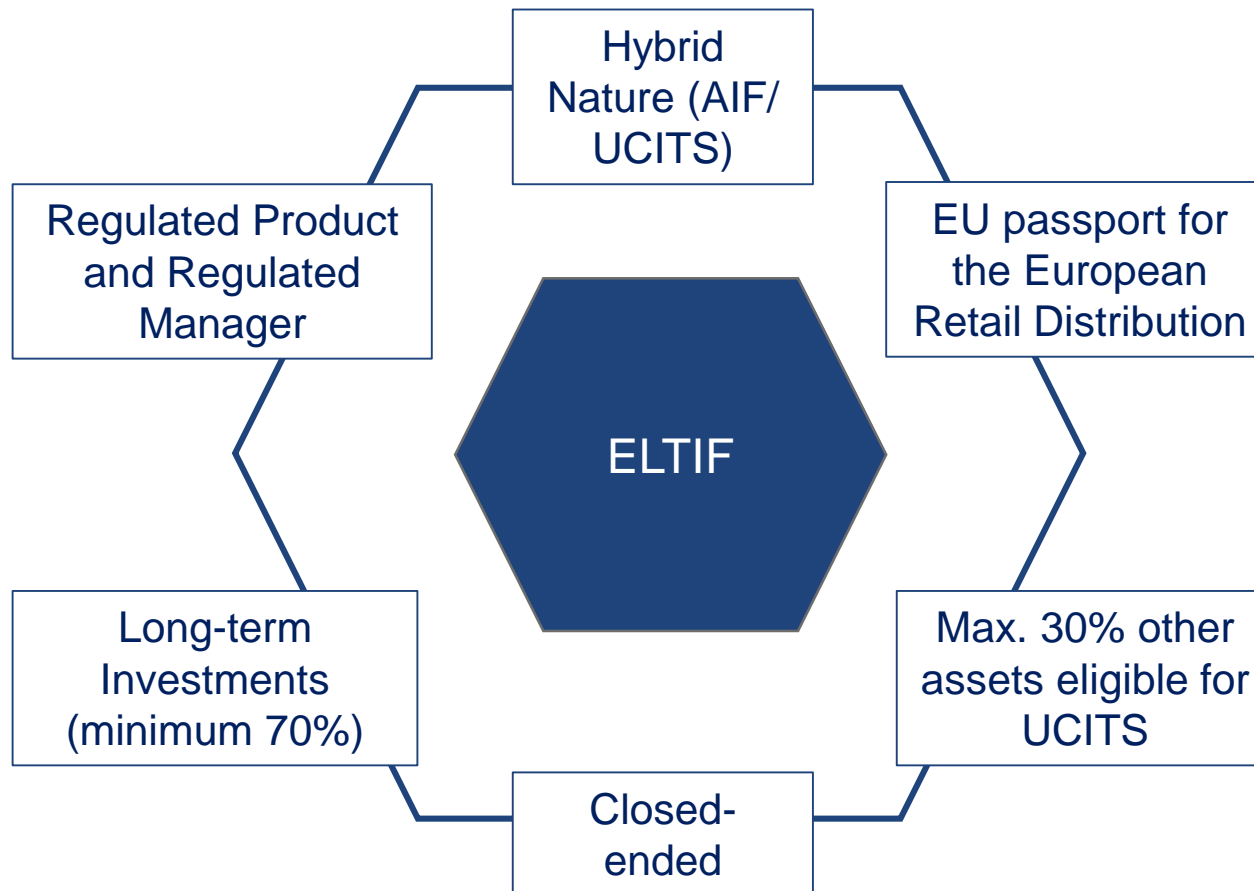 Hybrid
Nature (AIF/
UCITS)
Regulated Product
and Regulated
Manager
EU passport for
the European
Retail Distribution
ELTIF
Long-term
Investments
(minimum 70%)
Max. 30% other
assets eligible for
UCITS
Closed-
ended